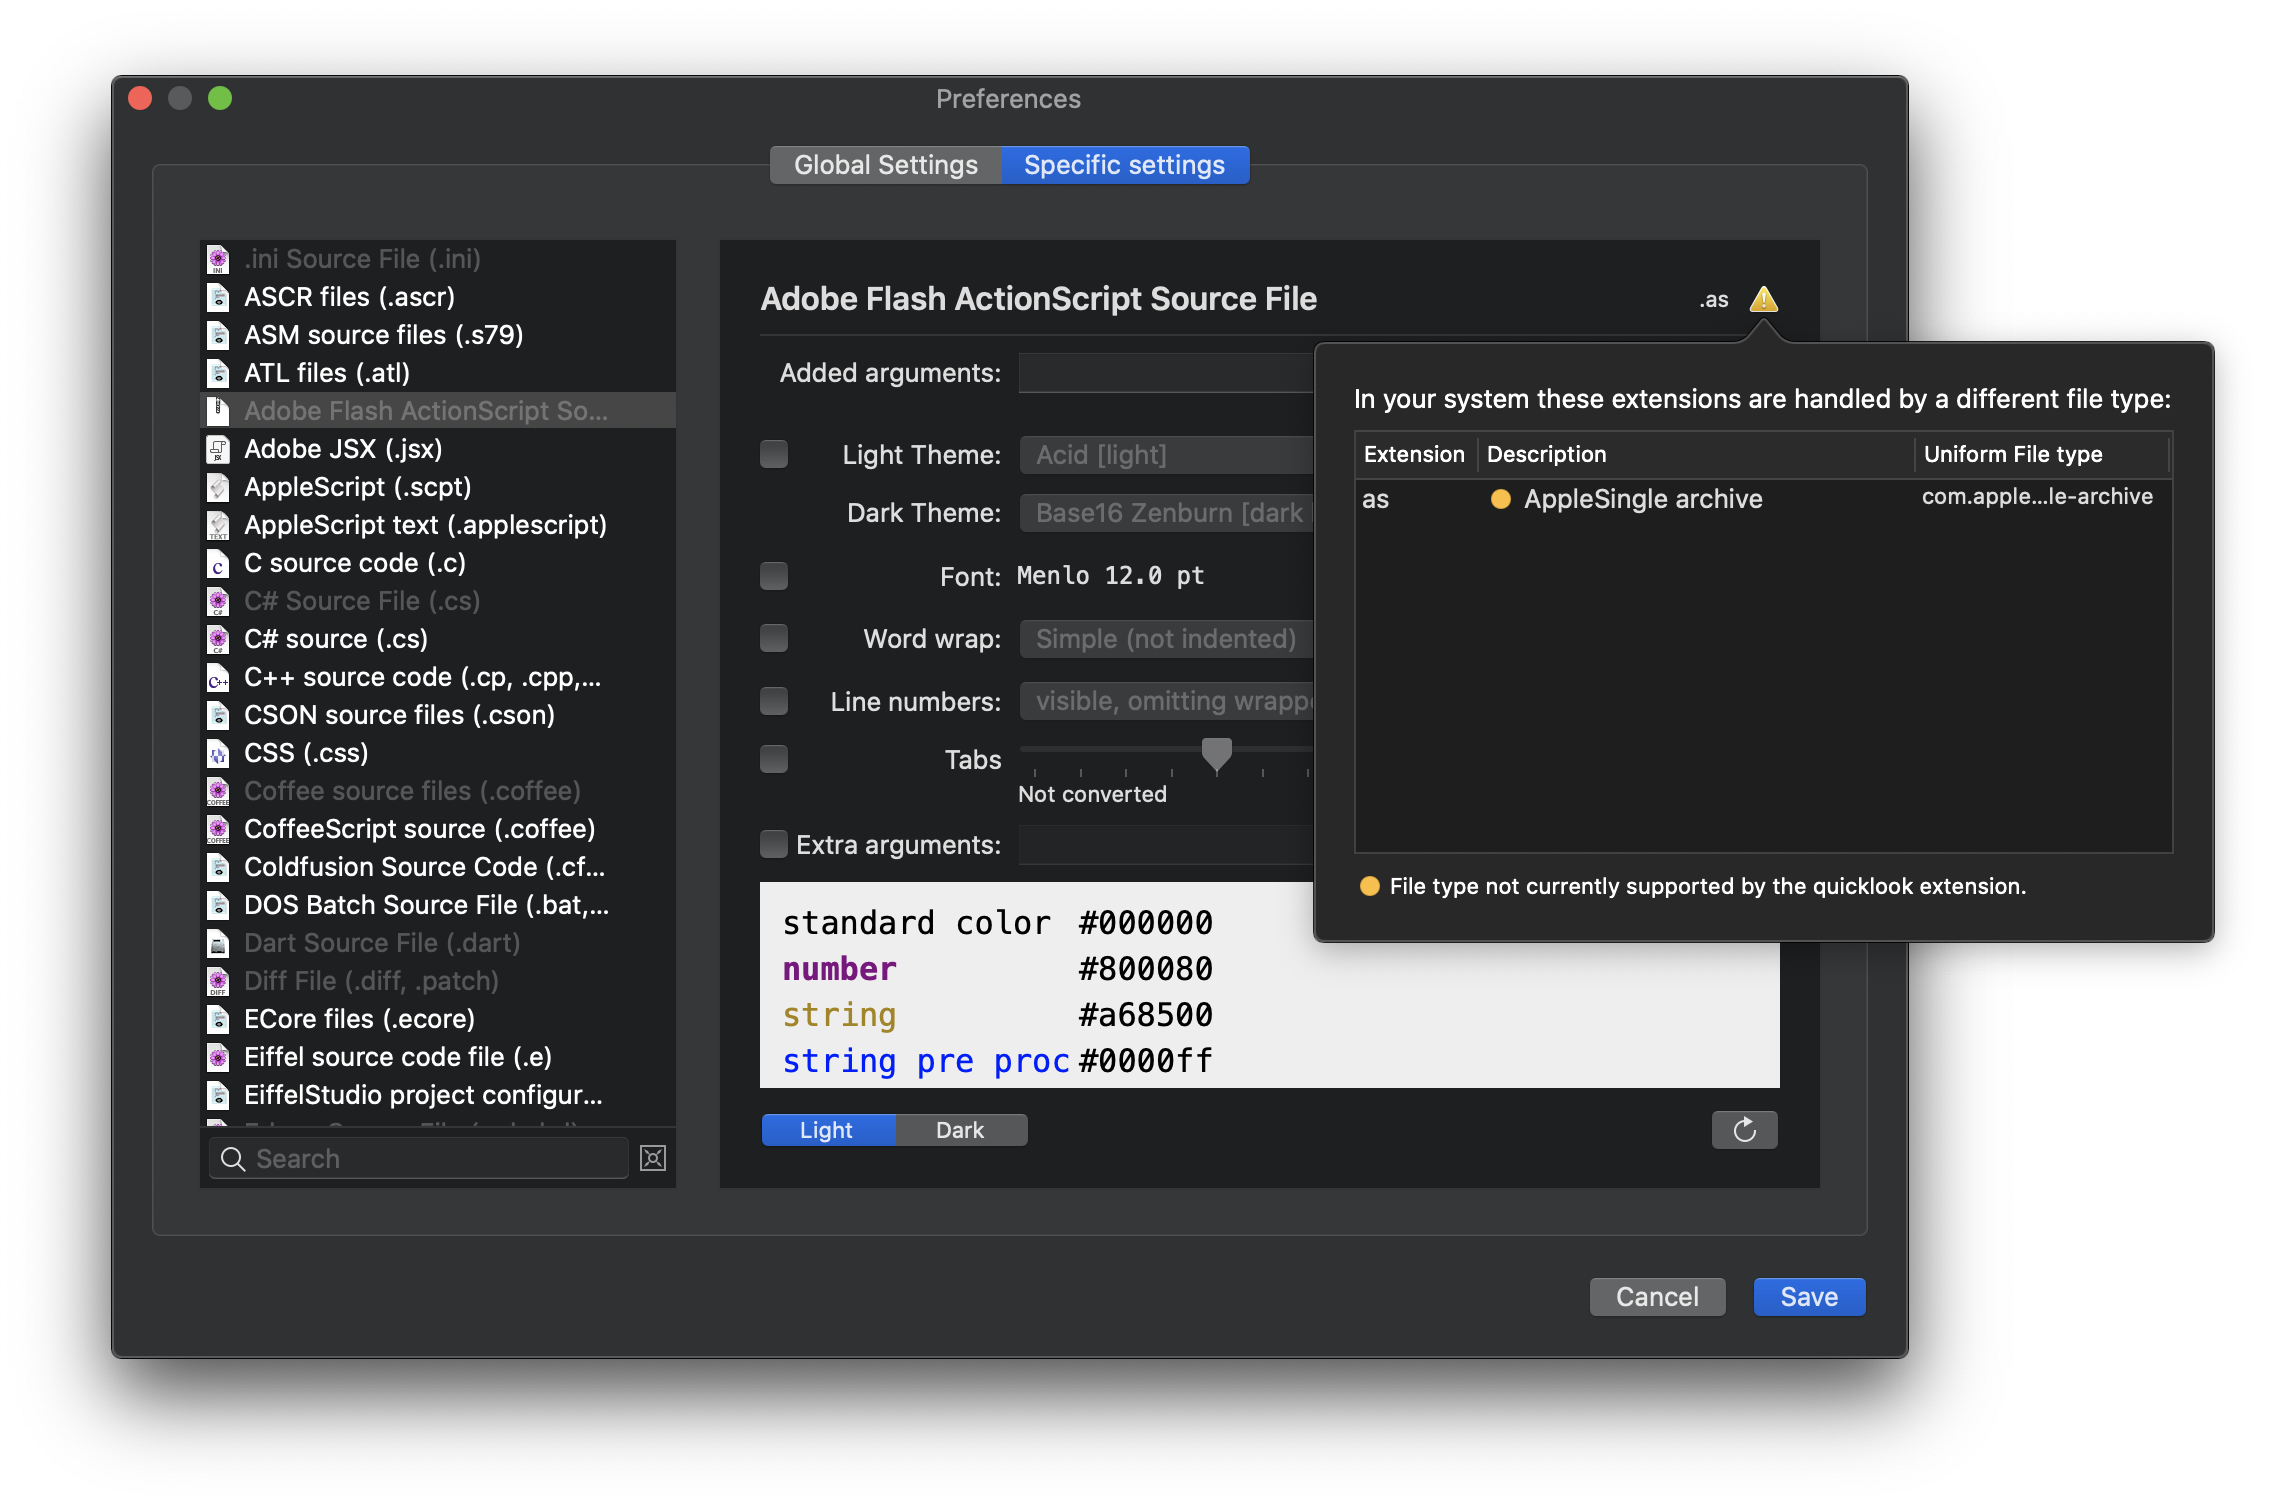 Preferences
Global Settings
Specific settings
.ini Source File (.ini)
ASCR files (.ascr)
ASM source files (.s79)
ATL files (.atl)
Adobe Flash ActionScript So...
Adobe JSX (.jsx)
AppleScript (.scpt)
AppleScript text (.applescript)
C source code (.c)
C# Source File (.cs)
C# source (.cs)
C++ source code (.cp, .cpp,...
CSON source files (.cson)
CSS (.css)
Coffee source files (.coffee)
CoffeeScript source (.coffee)
Coldfusion Source Code (.cf...
DOS Batch Source File (.bat,...
Dart Source File (.dart)
Diff File (.diff, .patch)
ECore files (.ecore)
Eiffel source code file (.e)
EiffelStudio project configur...
Search
Adobe Flash ActionScript Source File
.as
Added arguments:
Light Theme: Acid [light]
Dark Theme: Base16 Zenburn [dark
Font: Menlo 12.0 pt
Word wrap: Simple (not indented)
Line numbers: visible, omitting
Tabs
Not converted
Extra arguments:
standard color #000000
number #800080
string #a68500
string pre proc #0000ff
Light
Dark
In your system these extensions are handled by a different file type:
Extension Description Uniform File type
as AppleSingle archive com.apple...le-archive
File type not currently supported by the quicklook extension.
Cancel
Save